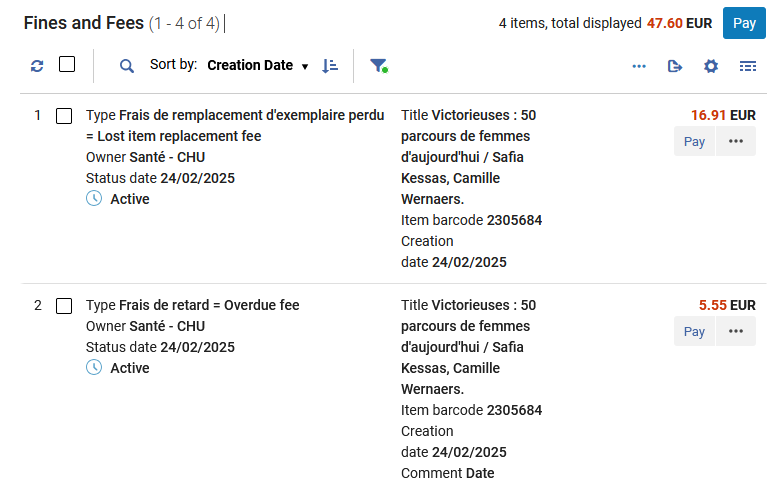 Fines and Fees (1 - 4 of 4)
4 items, total displayed 47.60 EUR
Pay
Sort by: Creation Date
1
Type Frais de remplacement d'exemplaire perdu
= Lost item replacement fee
Owner Santé - CHU
Status date 24/02/2025
Active
Title Victorieuses : 50
parcours de femmes
d'aujourd'hui / Safia
Kessas, Camille
Wernaers.
Item barcode 2305684
Creation
date 24/02/2025
16.91 EUR
Pay
2
Type Frais de retard = Overdue fee
Owner Santé - CHU
Status date 24/02/2025
Active
Title Victorieuses : 50
parcours de femmes
d'aujourd'hui / Safia
Kessas, Camille
Wernaers.
Item barcode 2305684
Creation
date 24/02/2025
Comment Date
5.55 EUR
Pay